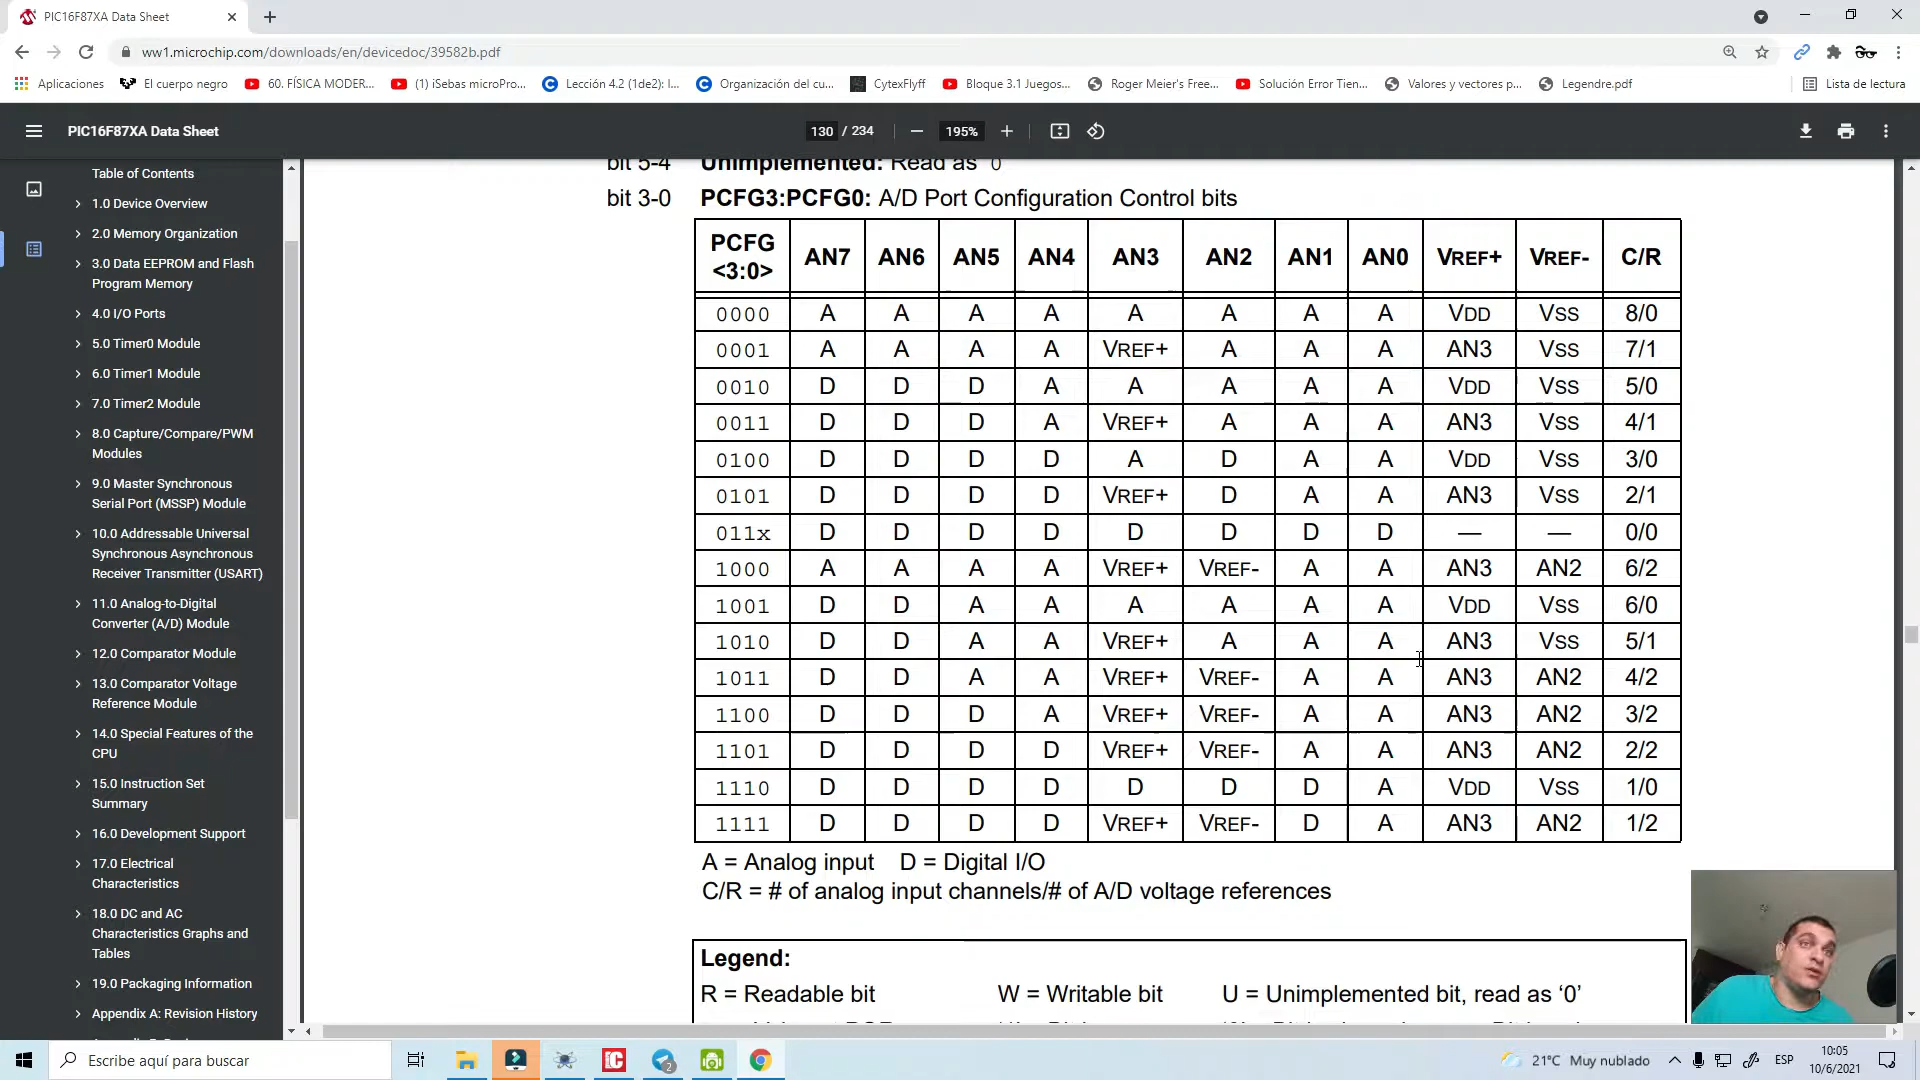 PIC16F87XA Data Sheet
ww1.microchip.com/downloads/en/devicedoc/39582b.pdf
Aplicaciones El cuerpo negro 60. FÍSICA MODER... (1) iSebas microPro... Lección 4.2 (1de2): I... Organización del cu... CytexFlyff Bloque 3.1 Juegos... Roger Meier's Free... Solución Error Tien... Valores y vectores p... Legendre.pdf Lista de lectura
PIC16F87XA Data Sheet 130 / 234 195%
Table of Contents
1.0 Device Overview
2.0 Memory Organization
3.0 Data EEPROM and Flash
Program Memory
4.0 I/O Ports
5.0 Timer0 Module
6.0 Timer1 Module
7.0 Timer2 Module
8.0 Capture/Compare/PWM
Modules
9.0 Master Synchronous
Serial Port (MSSP) Module
10.0 Addressable Universal
Synchronous Asynchronous
Receiver Transmitter (USART)
11.0 Analog-to-Digital
Converter (A/D) Module
12.0 Comparator Module
13.0 Comparator Voltage
Reference Module
14.0 Special Features of the
CPU
15.0 Instruction Set
Summary
16.0 Development Support
17.0 Electrical
Characteristics
18.0 DC and AC
Characteristics Graphs and
Tables
19.0 Packaging Information
Appendix A: Revision History
bit 5-4 Unimplemented: Read as '0'
bit 3-0 PCFG3:PCFG0: A/D Port Configuration Control bits
PCFG <3:0> AN7 AN6 AN5 AN4 AN3 AN2 AN1 AN0 VREF+ VREF- C/R
0000 A A A A A A A A VDD VSS 8/0
0001 A A A A VREF+ A A A AN3 VSS 7/1
0010 D D D A A A A A VDD VSS 5/0
0011 D D D A VREF+ A A A AN3 VSS 4/1
0100 D D D D A D A A VDD VSS 3/0
0101 D D D D VREF+ D A A AN3 VSS 2/1
011x D D D D D D D D — — 0/0
1000 A A A A VREF+ VREF- A A AN3 AN2 6/2
1001 D D A A A A A A VDD VSS 6/0
1010 D D A A VREF+ A A A AN3 VSS 5/1
1011 D D A A VREF+ VREF- A A AN3 AN2 4/2
1100 D D D A VREF+ VREF- A A AN3 AN2 3/2
1101 D D D D VREF+ VREF- A A AN3 AN2 2/2
1110 D D D D D D D A VDD VSS 1/0
1111 D D D D VREF+ VREF- D A AN3 AN2 1/2
A = Analog input D = Digital I/O
C/R = # of analog input channels/# of A/D voltage references
Legend:
R = Readable bit W = Writable bit U = Unimplemented bit, read as ‘0’
Escribe aquí para buscar
2
21°C Muy nublado
ESP
10:05
10/6/2021